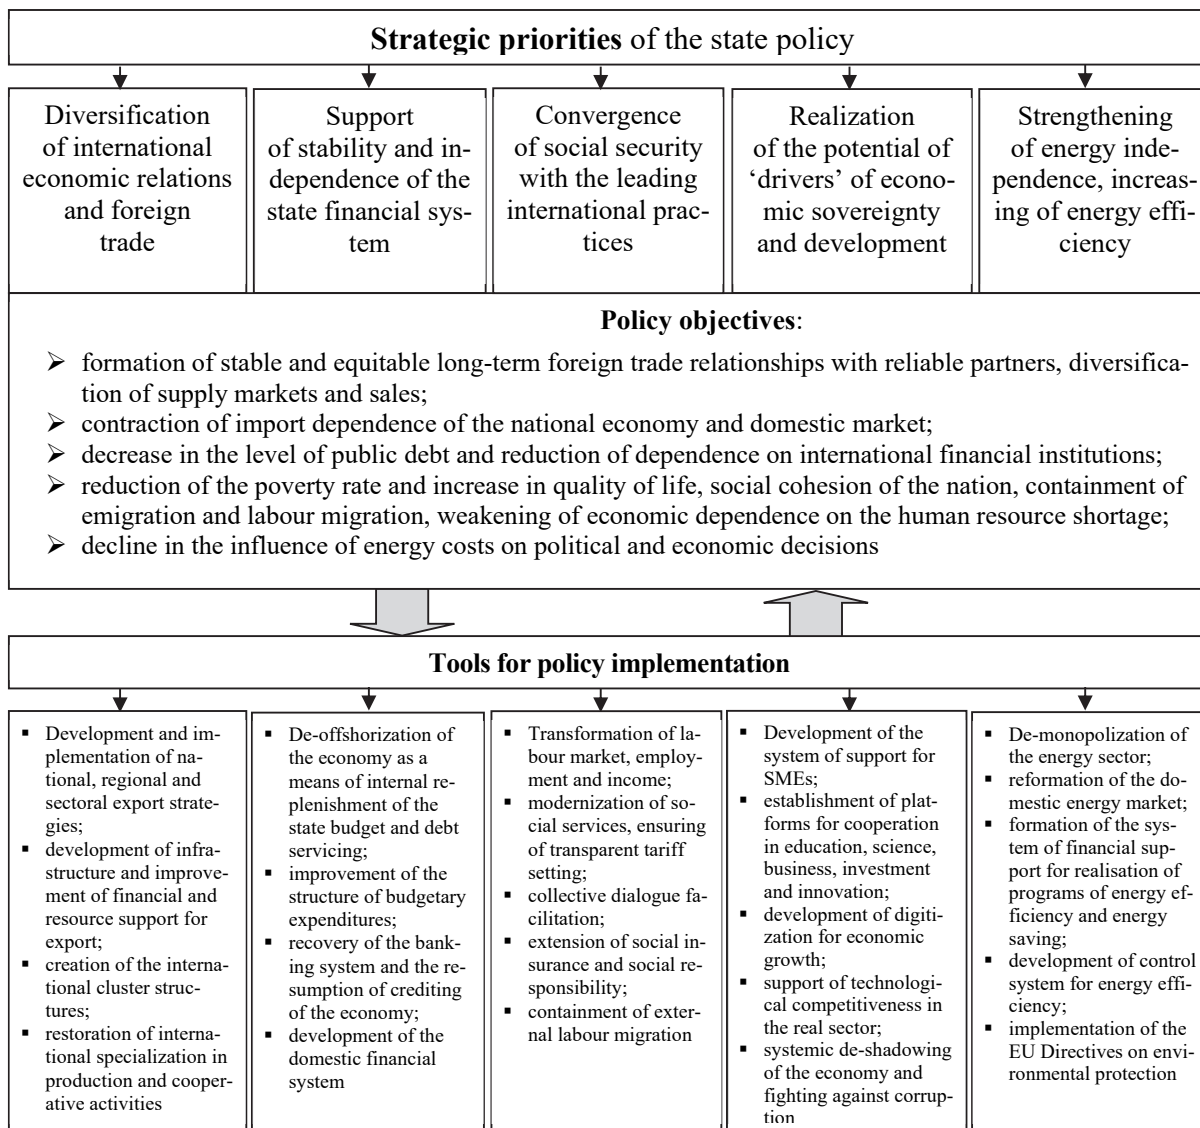 Strategic priorities of the state policy
Diversification
of international
economic relations
and foreign
trade
Support
of stability and in-
dependence of the
state financial sys-
tem
Convergence
of social security
with the leading
international prac-
tices
Realization
of the potential of
‘drivers’ of econo-
mic sovereignty
and development
Strengthening
of energy inde-
pendence, increas-
ing of energy effi-
ciency
Policy objectives:
➢ formation of stable and equitable long-term foreign trade relationships with reliable partners, diversifica-
tion of supply markets and sales;
➢ contraction of import dependence of the national economy and domestic market;
➢ decrease in the level of public debt and reduction of dependence on international financial institutions;
➢ reduction of the poverty rate and increase in quality of life, social cohesion of the nation, containment of
emigration and labour migration, weakening of economic dependence on the human resource shortage;
➢ decline in the influence of energy costs on political and economic decisions
Tools for policy implementation
▪ Development and im-
plementation of na-
tional, regional and
sectoral export strate-
gies;
▪ development of infra-
structure and improve-
ment of financial and
resource support for
export;
▪ creation of the interna-
tional cluster struc-
tures;
▪ restoration of interna-
tional specialization in
production and cooper-
ative activities
▪ De-offshorization of
the economy as a
means of internal re-
plenishment of the
state budget and debt
servicing;
▪ improvement of the
structure of budgetary
expenditures;
▪ recovery of the bank-
ing system and the re-
sumption of crediting
of the economy;
▪ development of the
domestic financial
system
▪ Transformation of la-
bour market, employ-
ment and income;
▪ modernization of so-
cial services, ensuring
of transparent tariff
setting;
▪ collective dialogue fa-
cilitation;
▪ extension of social in-
surance and social re-
sponsibility;
▪ containment of exter-
nal labour migration
▪ Development of the
system of support for
SMEs;
▪ establishment of plat-
forms for cooperation
in education, science,
business, investment
and innovation;
▪ development of digiti-
zation for economic
growth;
▪ support of technologi-
cal competitiveness in
the real sector;
▪ systemic de-shadowing
of the economy and
fighting against corrup-
tion
▪ De-monopolization of
the energy sector;
▪ reformation of the do-
mestic energy market;
▪ formation of the sys-
tem of financial sup-
port for realisation of
programs of energy ef-
ficiency and energy
saving;
▪ development of control
system for energy effi-
ciency;
▪ implementation of the
EU Directives on envi-
ronmental protection